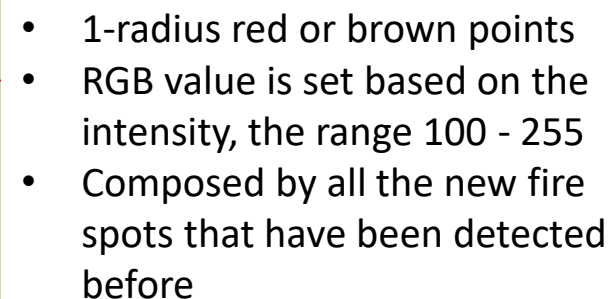 • 1-radius red or brown points
• RGB value is set based on the
intensity, the range 100 - 255
• Composed by all the new fire
spots that have been detected
before